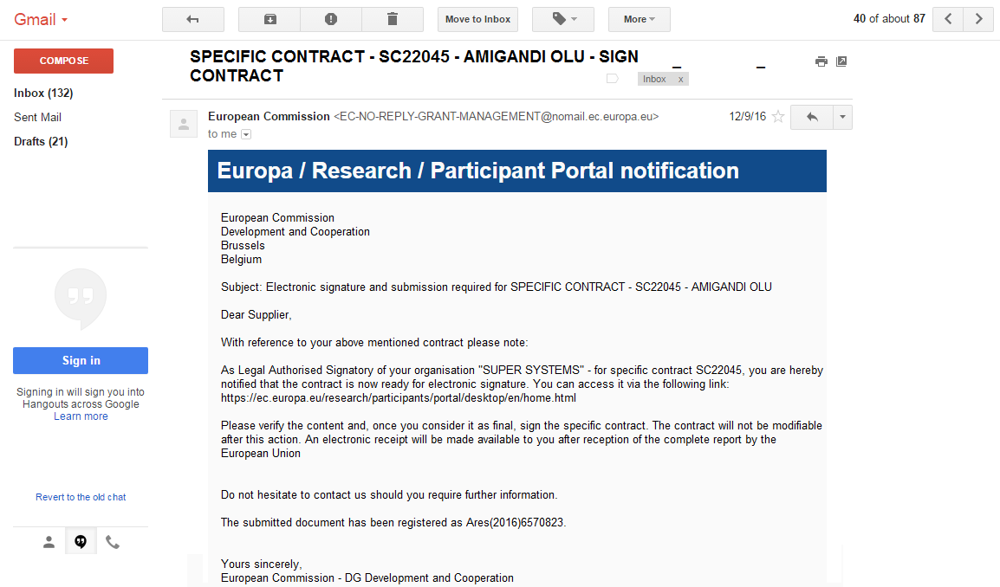 Gmail
Move to Inbox
More
40 of about 87
COMPOSE
Inbox (132)
Sent Mail
Drafts (21)
Sign in
Signing in will sign you into
Hangouts across Google
Learn more
Revert to the old chat
SPECIFIC CONTRACT - SC22045 - AMIGANDI OLU - SIGN
CONTRACT
Inbox x
European Commission <EC-NO-REPLY-GRANT-MANAGEMENT@nomail.ec.europa.eu>
12/9/16
to me
Europa / Research / Participant Portal notification
European Commission
Development and Cooperation
Brussels
Belgium
Subject: Electronic signature and submission required for SPECIFIC CONTRACT - SC22045 - AMIGANDI OLU
Dear Supplier,
With reference to your above mentioned contract please note:
As Legal Authorised Signatory of your organisation "SUPER SYSTEMS" - for specific contract SC22045, you are hereby
notified that the contract is now ready for electronic signature. You can access it via the following link:
https://ec.europa.eu/research/participants/portal/desktop/en/home.html
Please verify the content and, once you consider it as final, sign the specific contract. The contract will not be modifiable
after this action. An electronic receipt will be made available to you after reception of the complete report by the
European Union
Do not hesitate to contact us should you require further information.
The submitted document has been registered as Ares(2016)6570823.
Yours sincerely,
European Commission - DG Development and Cooperation